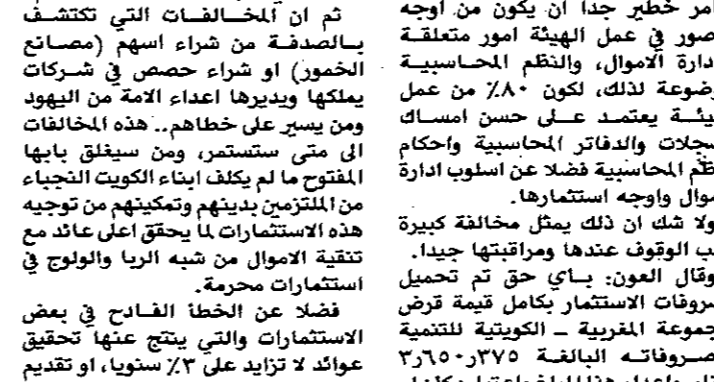 امر خطير جدا ان يكون من اوجه
صور في عمل الهيئة امور متعلقة
دارة الاموال، والنظم المحاسبية
وضوعة لذلك، لكون ٨٠٪ من عمل
يئة يعتمد على حسن امساك
سجلات والدفاتر المحاسبية واحكام
ظم المحاسبية فضلا عن اسلوب ادارة
موال واوجه استثمارها.
ولا شك ان ذلك يمثل مخالفة كبيرة
ب الوقوف عندها ومراقبتها جيدا.
وقال العون: بأي حق تم تحميل
صروفات الاستثمار بكامل قيمة قرض
جموعة المغربية ـ الكويتية للتنمية
صروفاته البالغة ٣٧٥ر٦٥٠ر٣
ثم ان المخالفات التي تكتشف
بالصدفة من شراء اسهم (مصانع
الخمور) او شراء حصص في شركات
يملكها ويديرها اعداء الامة من اليهود
ومن يسير على خطاهم.. هذه المخالفات
الى متى ستستمر، ومن سيغلق بابها
المفتوح ما لم يكلف ابناء الكويت النجباء
من الملتزمين بدينهم وتمكينهم من توجيه
هذه الاستثمارات لما يحقق اعلى عائد مع
تنقية الاموال من شبه الربا والولوج في
استثمارات محرمة.
فضلا عن الخطأ الفادح في بعض
الاستثمارات والتي ينتج عنها تحقيق
عوائد لا تزايد على ٣٪ سنويا، او تقديم